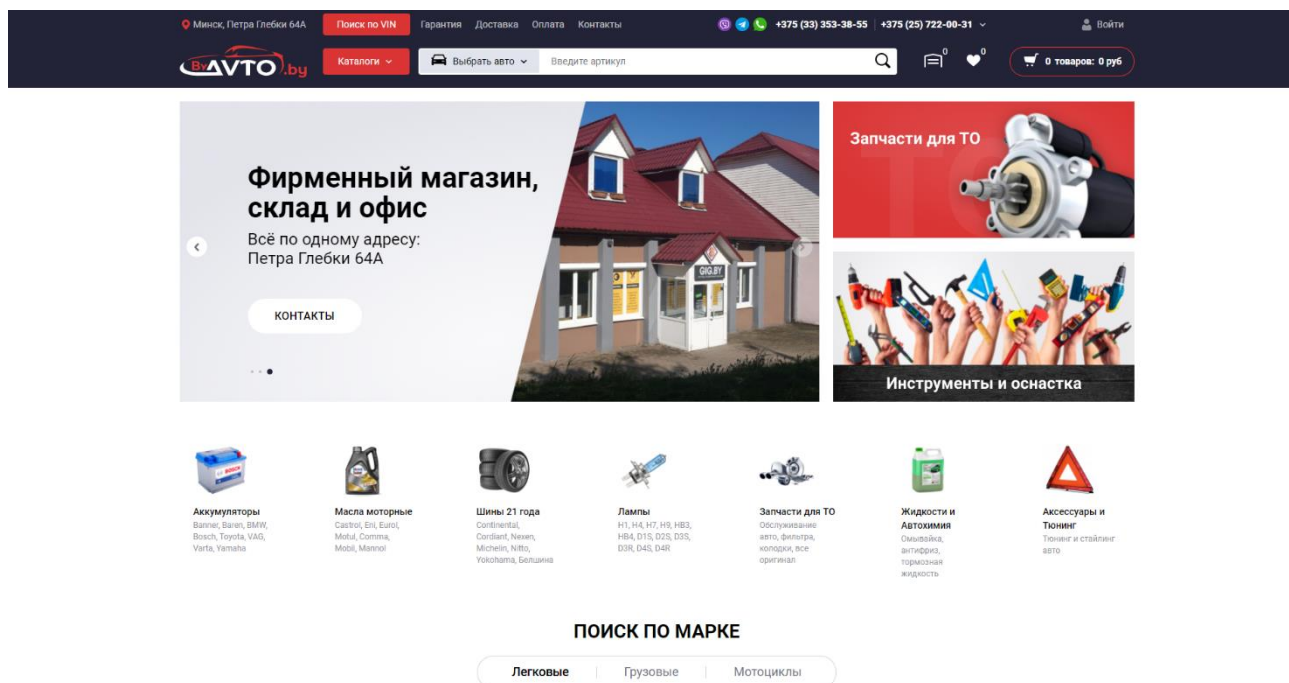 Минск, Петра Глебки 64А
Поиск по VIN
Гарантия
Доставка
Оплата
Контакты
+375 (33) 353-38-55
+375 (25) 722-00-31
Войти
ByAVTO.by
Каталоги
Выбрать авто
Введите артикул
0
0
0 товаров: 0 руб
Фирменный магазин,
склад и офис
Всё по одному адресу:
Петра Глебки 64А
КОНТАКТЫ
GIG.BY
ТО
Запчасти для ТО
Инструменты и оснастка
BOSCH
Аккумуляторы
Banner, Baren, BMW,
Bosch, Toyota, VAG,
Varta, Yamaha
Масла моторные
Castrol, Eni, Eurol,
Motul, Comma,
Mobil, Mannol
Шины 21 года
Continental,
Cordiant, Nexen,
Michelin, Nitto,
Yokohama, Белшина
Лампы
H1, H4, H7, H9, HB3,
HB4, D1S, D2S, D3S,
D3R, D4S, D4R
Запчасти для ТО
Обслуживание
авто, фильтра,
колодки, все
оригинал
Жидкости и
Автохимия
Омывайка,
антифриз,
тормозная
жидкость
Аксессуары и
Тюнинг
Тюнинг и стайлинг
авто
ПОИСК ПО МАРКЕ
Легковые
Грузовые
Мотоциклы